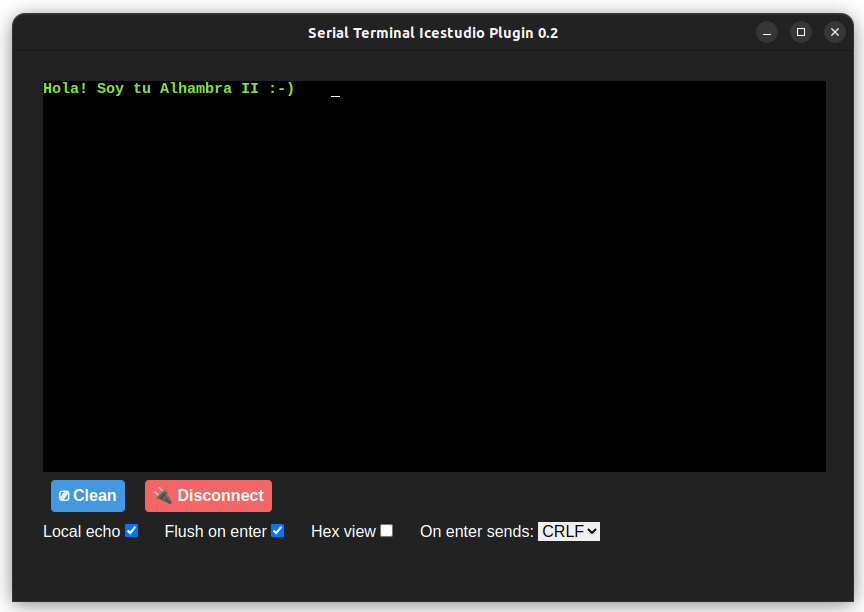 Serial Terminal Icestudio Plugin 0.2
Hola! Soy tu Alhambra II :-)    _
Clean Disconnect
Local echo Flush on enter Hex view On enter sends: CRLF